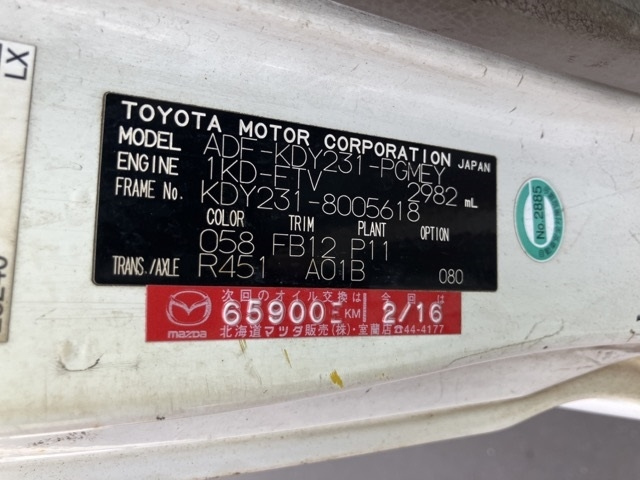 LX
TOYOTA MOTOR CORPORATION JAPAN
MODEL ADF-KDY231-PGMEY
ENGINE 1KD-FTV 2982 mL
FRAME No. KDY231-8005618
COLOR TRIM PLANT OPTION
058 FB12 P11
TRANS./AXLE R451 A01B 080
No.2885
mazda
次回のオイル交換は 今回は
65900 KM 2/16
北海道マツダ販売(株)・室蘭店☎44-4177